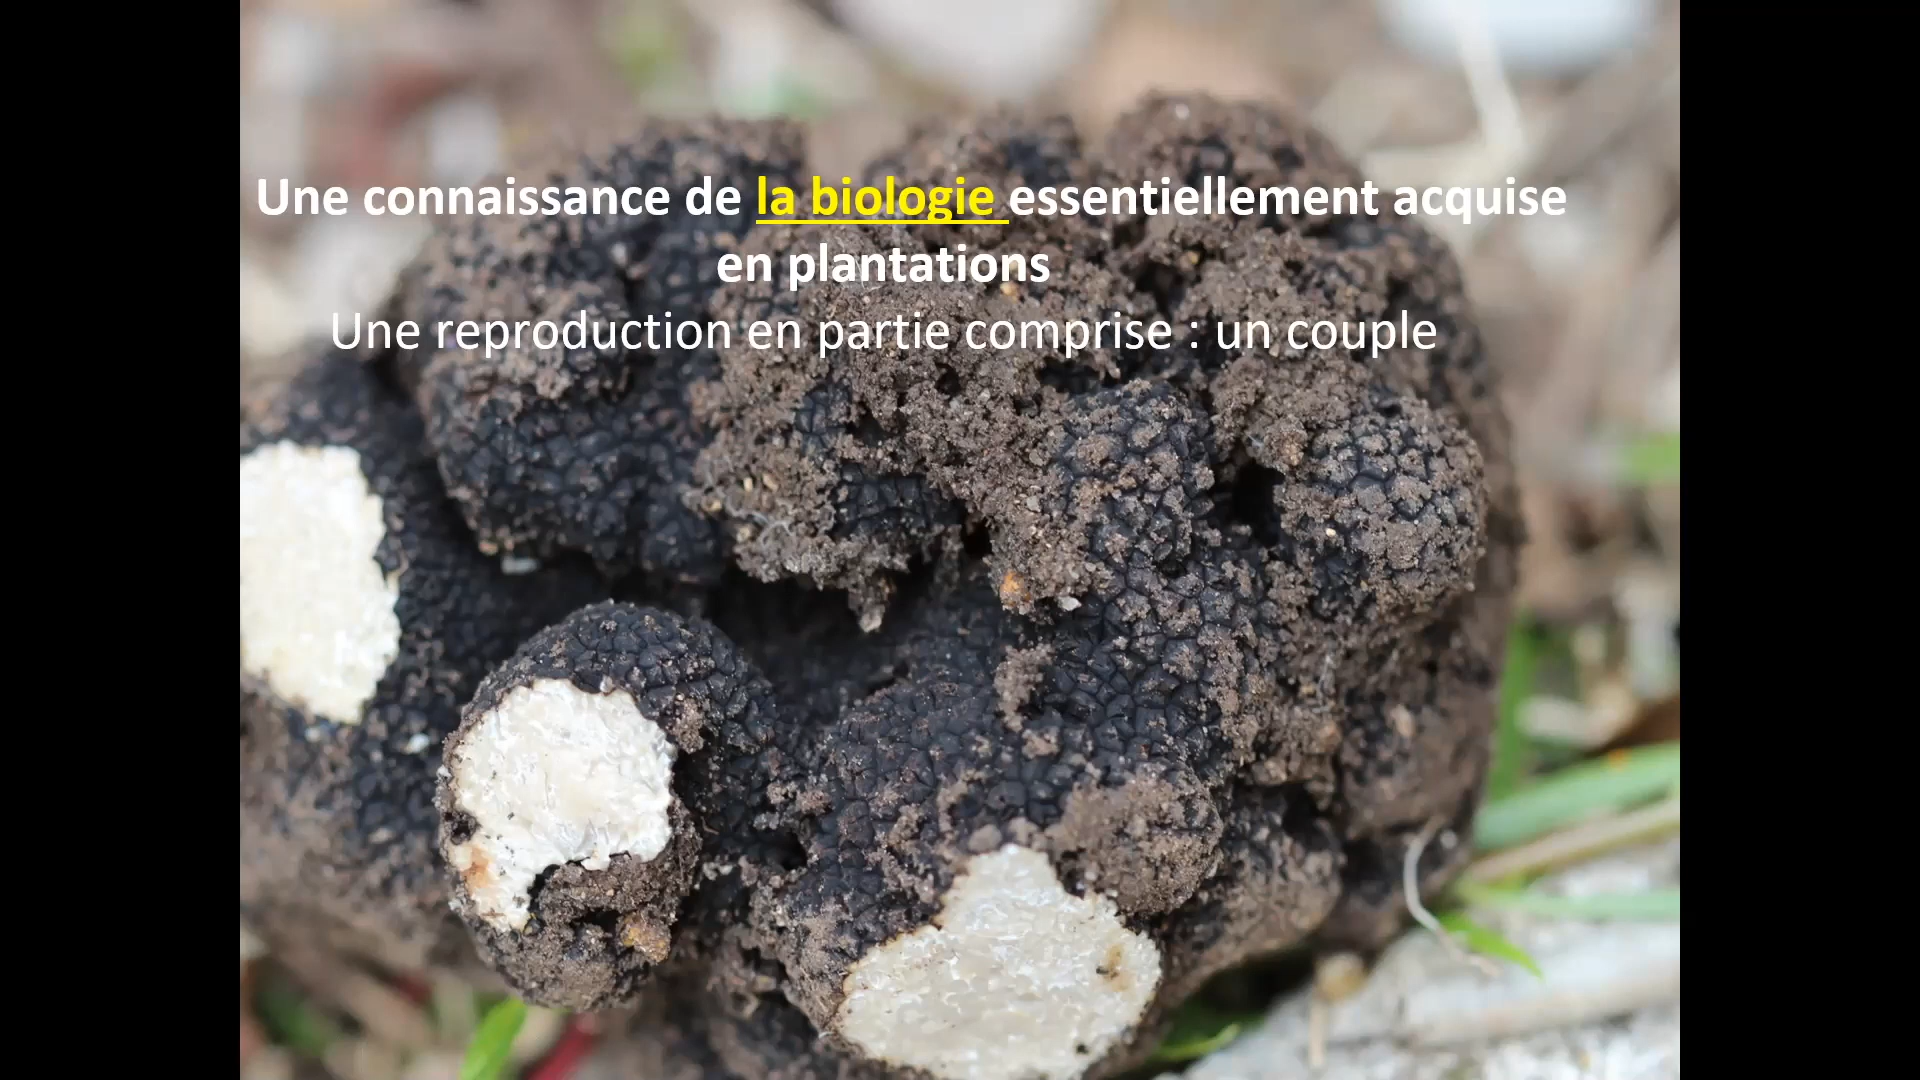 Une connaissance de la biologie essentiellement acquise
en plantations
Une reproduction en partie comprise : un couple